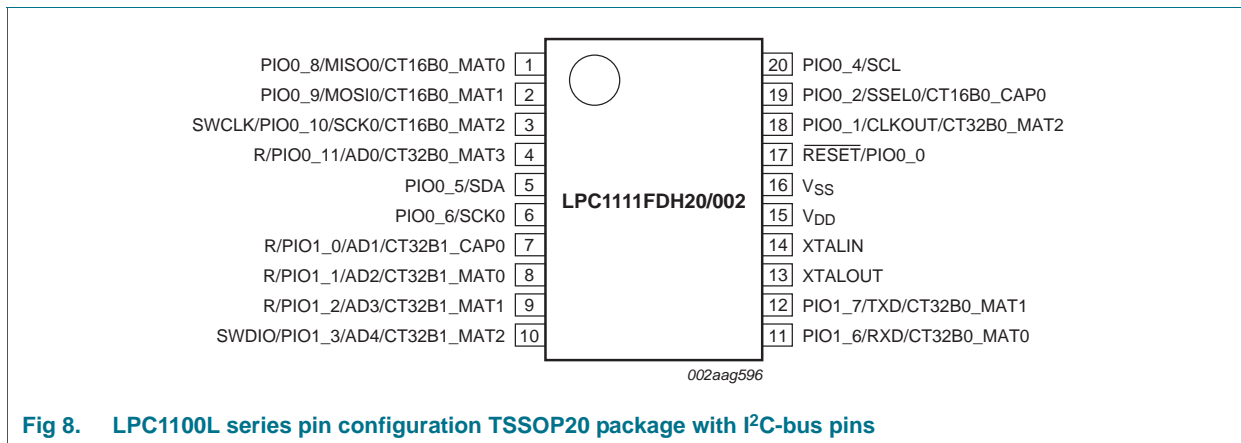 PIO0_8/MISO0/CT16B0_MAT0 1
PIO0_9/MOSI0/CT16B0_MAT1 2
SWCLK/PIO0_10/SCK0/CT16B0_MAT2 3
R/PIO0_11/AD0/CT32B0_MAT3 4
PIO0_5/SDA 5
PIO0_6/SCK0 6
R/PIO1_0/AD1/CT32B1_CAP0 7
R/PIO1_1/AD2/CT32B1_MAT0 8
R/PIO1_2/AD3/CT32B1_MAT1 9
SWDIO/PIO1_3/AD4/CT32B1_MAT2 10
LPC1111FDH20/002
20 PIO0_4/SCL
19 PIO0_2/SSEL0/CT16B0_CAP0
18 PIO0_1/CLKOUT/CT32B0_MAT2
17 RESET/PIO0_0
16 VSS
15 VDD
14 XTALIN
13 XTALOUT
12 PIO1_7/TXD/CT32B0_MAT1
11 PIO1_6/RXD/CT32B0_MAT0
002aag596
Fig 8. LPC1100L series pin configuration TSSOP20 package with I2C-bus pins